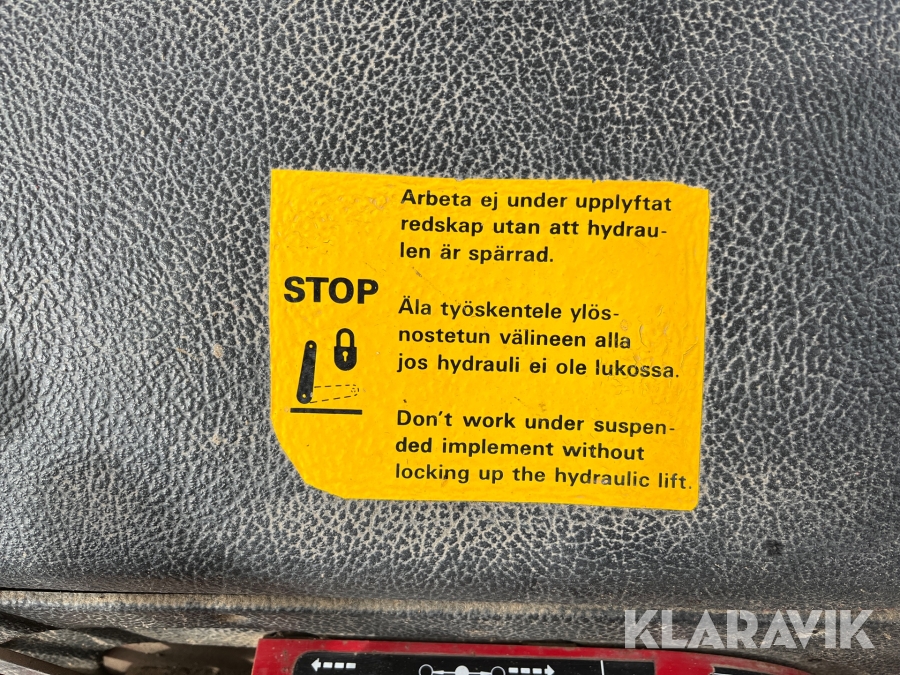 STOP
Arbeta ej under upplyftat
redskap utan att hydrau-
len är spärrad.
Äla työskentele ylös-
nostetun välineen alla
jos hydrauli ei ole lukossa.
Don't work under suspen-
ded implement without
locking up the hydraulic lift.
KLARAVIK